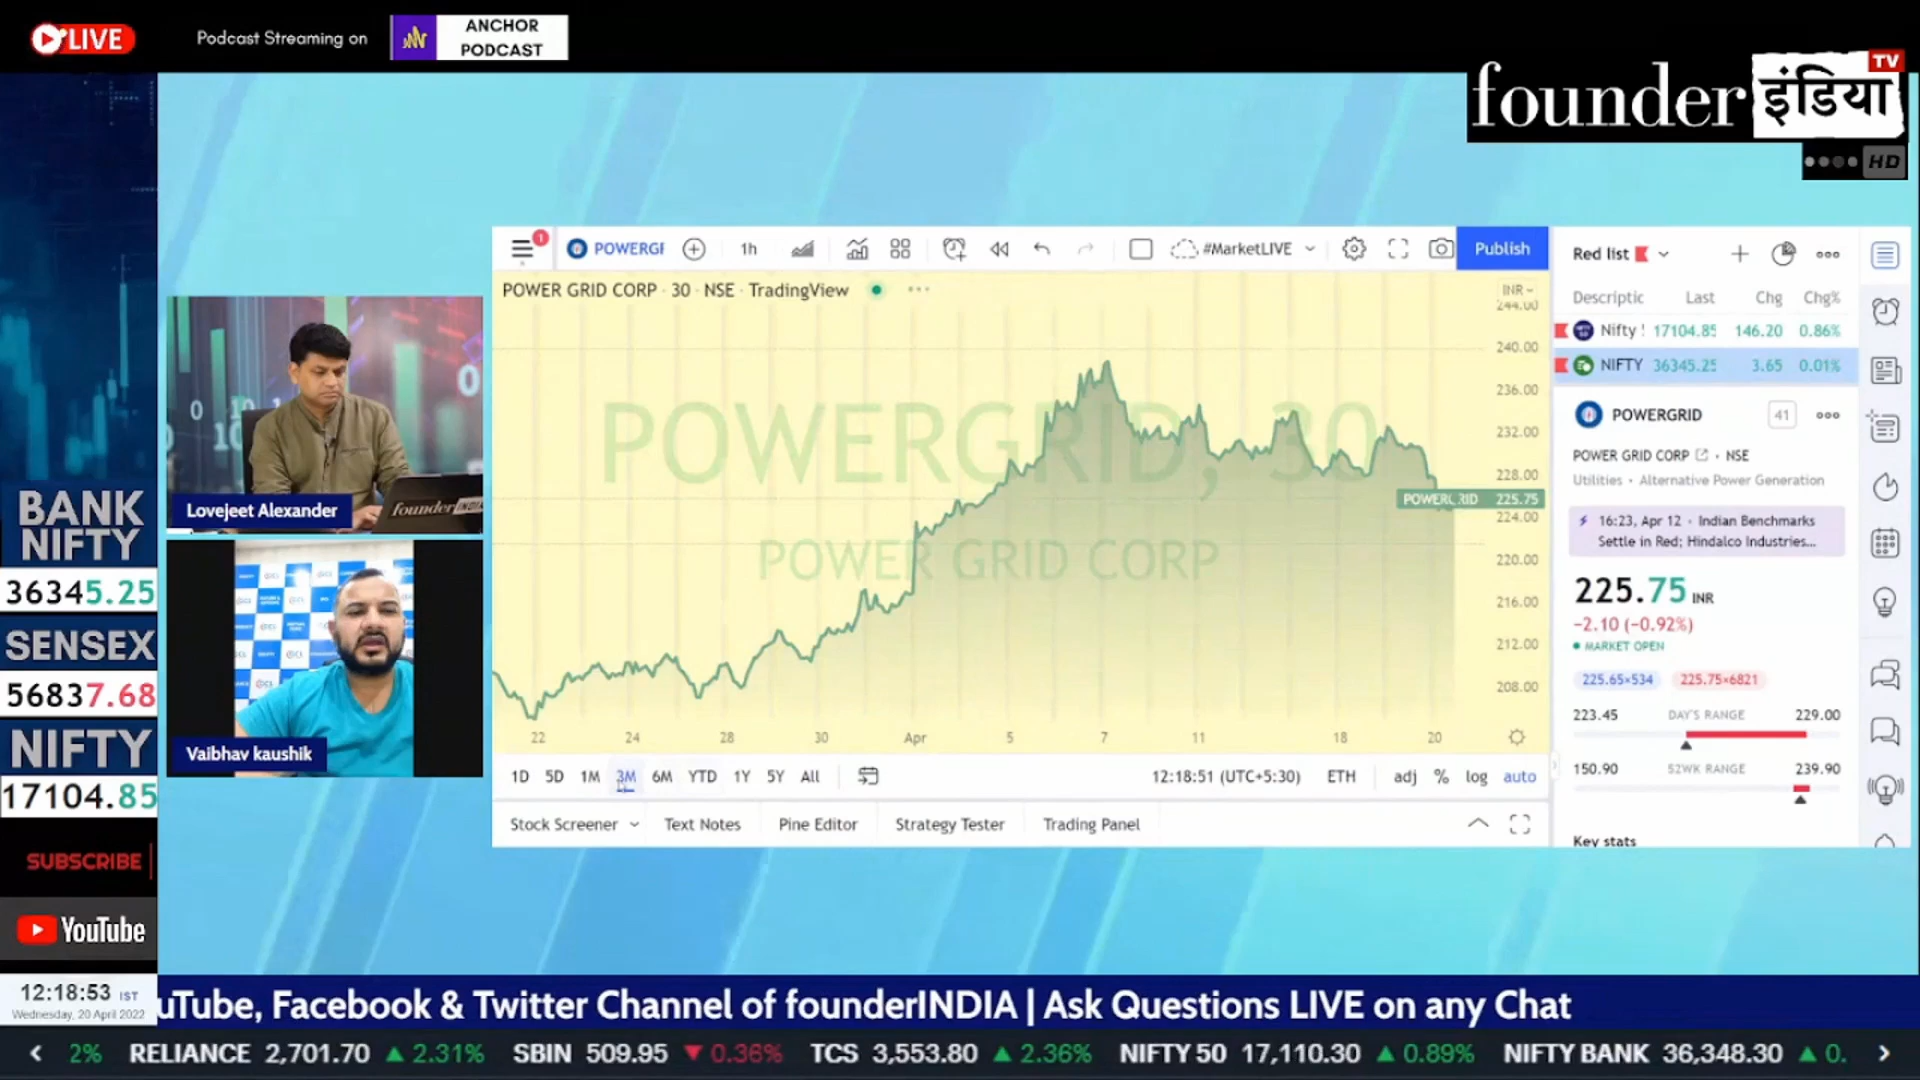 LIVE
Podcast Streaming on
ANCHOR
PODCAST
TV
founder इंडिया
HD
1
POWERGF
1h
#MarketLIVE
Publish
POWER GRID CORP · 30 · NSE · TradingView
INR
244.00
240.00
236.00
232.00
228.00
224.00
220.00
216.00
212.00
208.00
POWERGRID, 30
POWER GRID CORP
POWERGRID 225.75
22 24 28 30 Apr 5 7 11 18 20
1D 5D 1M 3M 6M YTD 1Y 5Y All
12:18:51 (UTC+5:30) ETH adj % log auto
Stock Screener Text Notes Pine Editor Strategy Tester Trading Panel
Red list
Descriptic Last Chg Chg%
Nifty 17104.85 146.20 0.86%
NIFTY 36345.25 3.65 0.01%
POWERGRID 41
POWER GRID CORP · NSE
Utilities · Alternative Power Generation
16:23, Apr 12 · Indian Benchmarks
Settle in Red; Hindalco Industries...
225.75 INR
−2.10 (−0.92%)
MARKET OPEN
225.65×534 225.75×6821
223.45 DAY'S RANGE 229.00
150.90 52WK RANGE 239.90
Key stats
Lovejeet Alexander
founder
Vaibhav kaushik
BANK
NIFTY
36345.25
SENSEX
56837.68
NIFTY
17104.85
SUBSCRIBE
YouTube
12:18:53 IST
Wednesday, 20 April 2022
uTube, Facebook & Twitter Channel of founderINDIA | Ask Questions LIVE on any Chat
2% RELIANCE 2,701.70 ▲ 2.31% SBIN 509.95 ▼ 0.36% TCS 3,553.80 ▲ 2.36% NIFTY 50 17,110.30 ▲ 0.89% NIFTY BANK 36,348.30 ▲ 0.